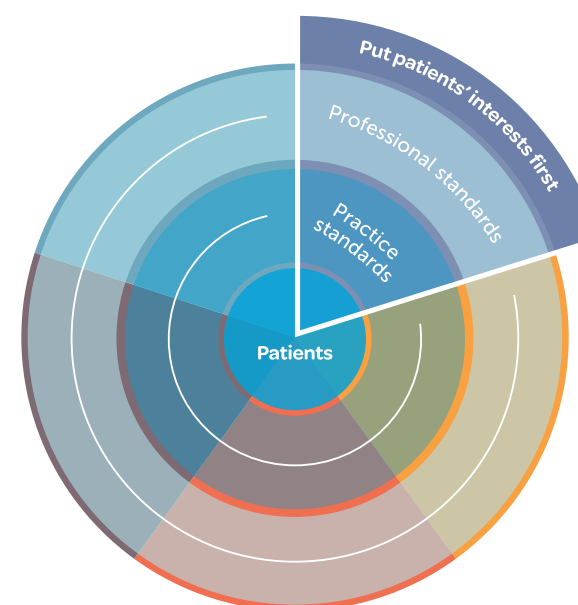 Put patients’ interests first
Professional standards
Practice
standards
Patients